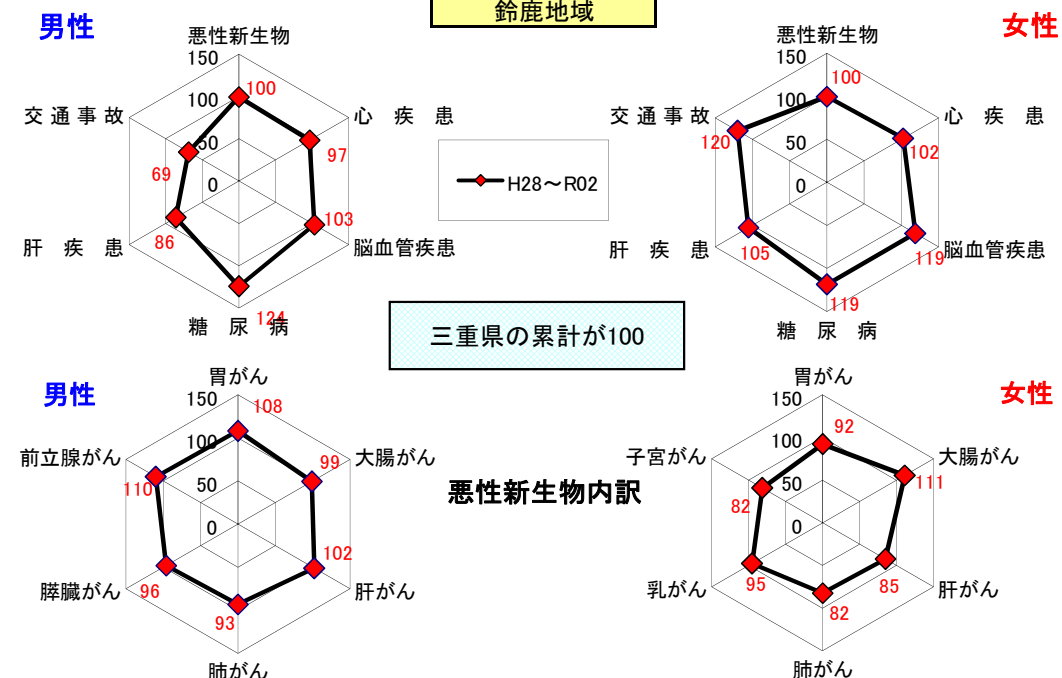 鈴鹿地域
男性
悪性新生物
150
100
50
0
100
心疾患
97
脳血管疾患
103
糖尿病
124
肝疾患
86
交通事故
69
H28～R02
女性
悪性新生物
150
100
50
0
100
心疾患
102
脳血管疾患
119
糖尿病
119
肝疾患
105
交通事故
120
三重県の累計が100
男性
胃がん
150
100
50
0
108
大腸がん
99
肝がん
102
肺がん
93
膵臓がん
96
前立腺がん
110
悪性新生物内訳
女性
胃がん
150
100
50
0
92
大腸がん
111
肝がん
85
肺がん
82
乳がん
95
子宮がん
82